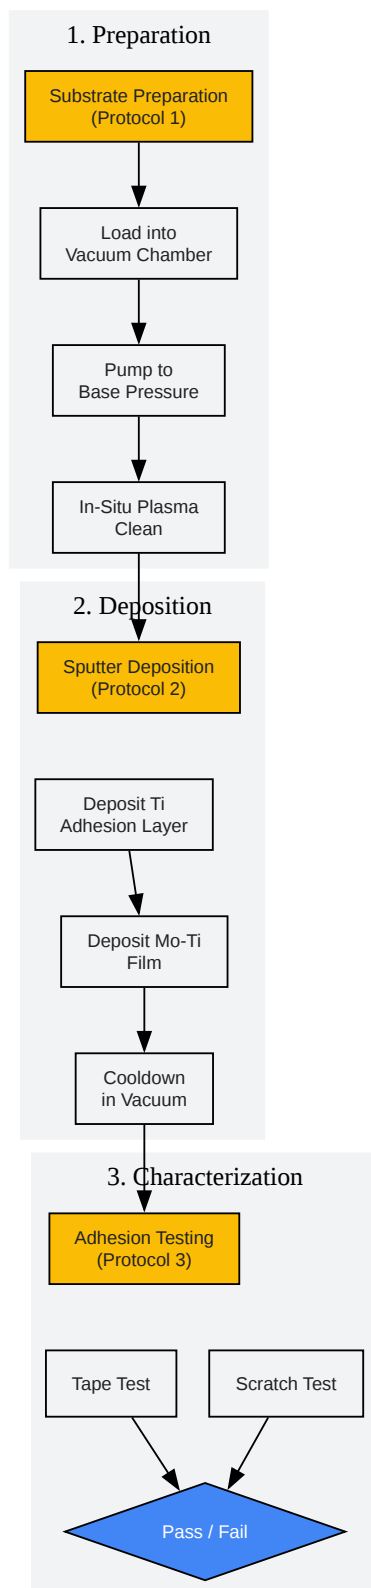 1. Preparation
Substrate Preparation
(Protocol 1)
Load into
Vacuum Chamber
Pump to
Base Pressure
In-Situ Plasma
Clean
2. Deposition
Sputter Deposition
(Protocol 2)
Deposit Ti
Adhesion Layer
Deposit Mo-Ti
Film
Cooldown
in Vacuum
3. Characterization
Adhesion Testing
(Protocol 3)
Tape Test
Scratch Test
Pass / Fail